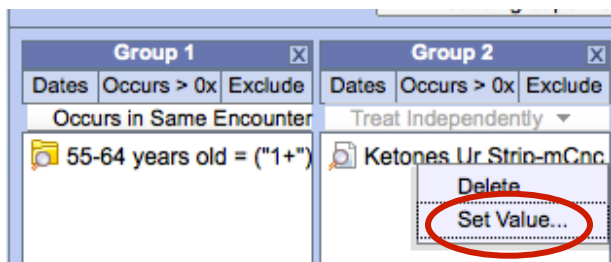 Group 1 X Group 2 X
Dates Occurs > 0x Exclude Dates Occurs > 0x Exclude
Occurs in Same Encounter Treat Independently
55-64 years old = ("1+") Ketones Ur Strip-mCnc
Delete
Set Value...